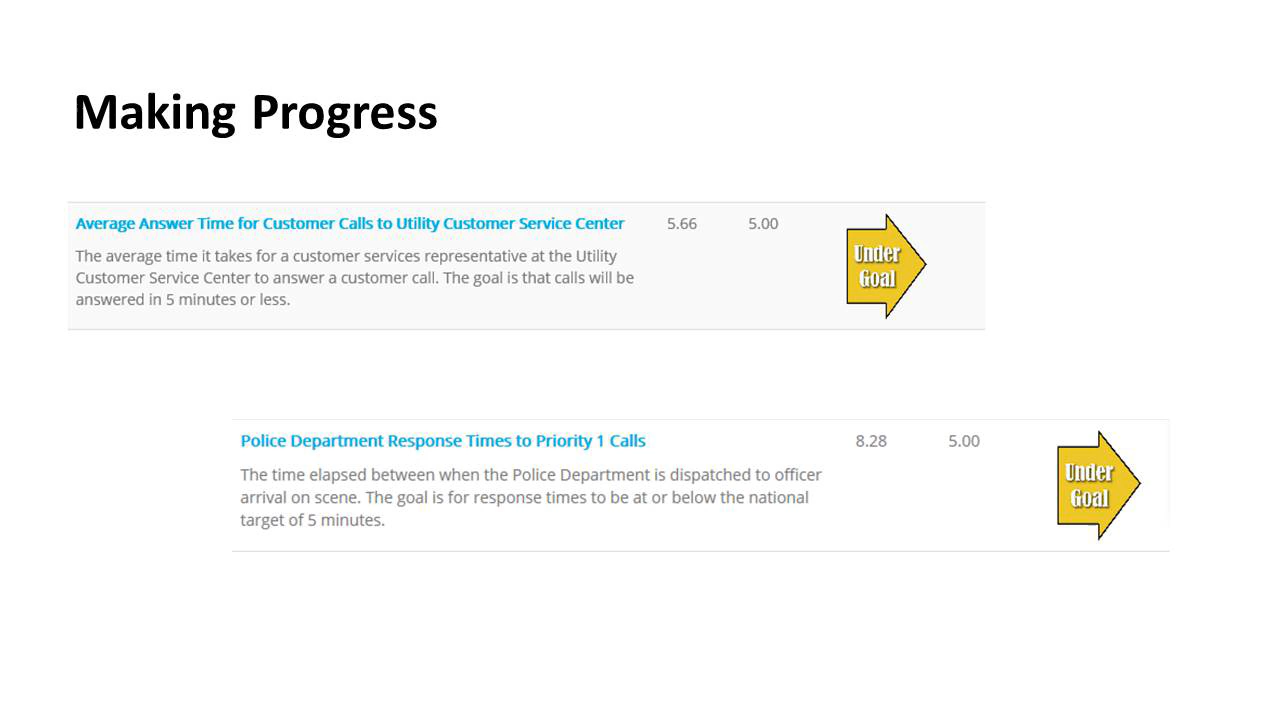 Making Progress
Average Answer Time for Customer Calls to Utility Customer Service Center 5.66 5.00
The average time it takes for a customer services representative at the Utility
Customer Service Center to answer a customer call. The goal is that calls will be
answered in 5 minutes or less.
Under
Goal
Police Department Response Times to Priority 1 Calls 8.28 5.00
The time elapsed between when the Police Department is dispatched to officer
arrival on scene. The goal is for response times to be at or below the national
target of 5 minutes.
Under
Goal